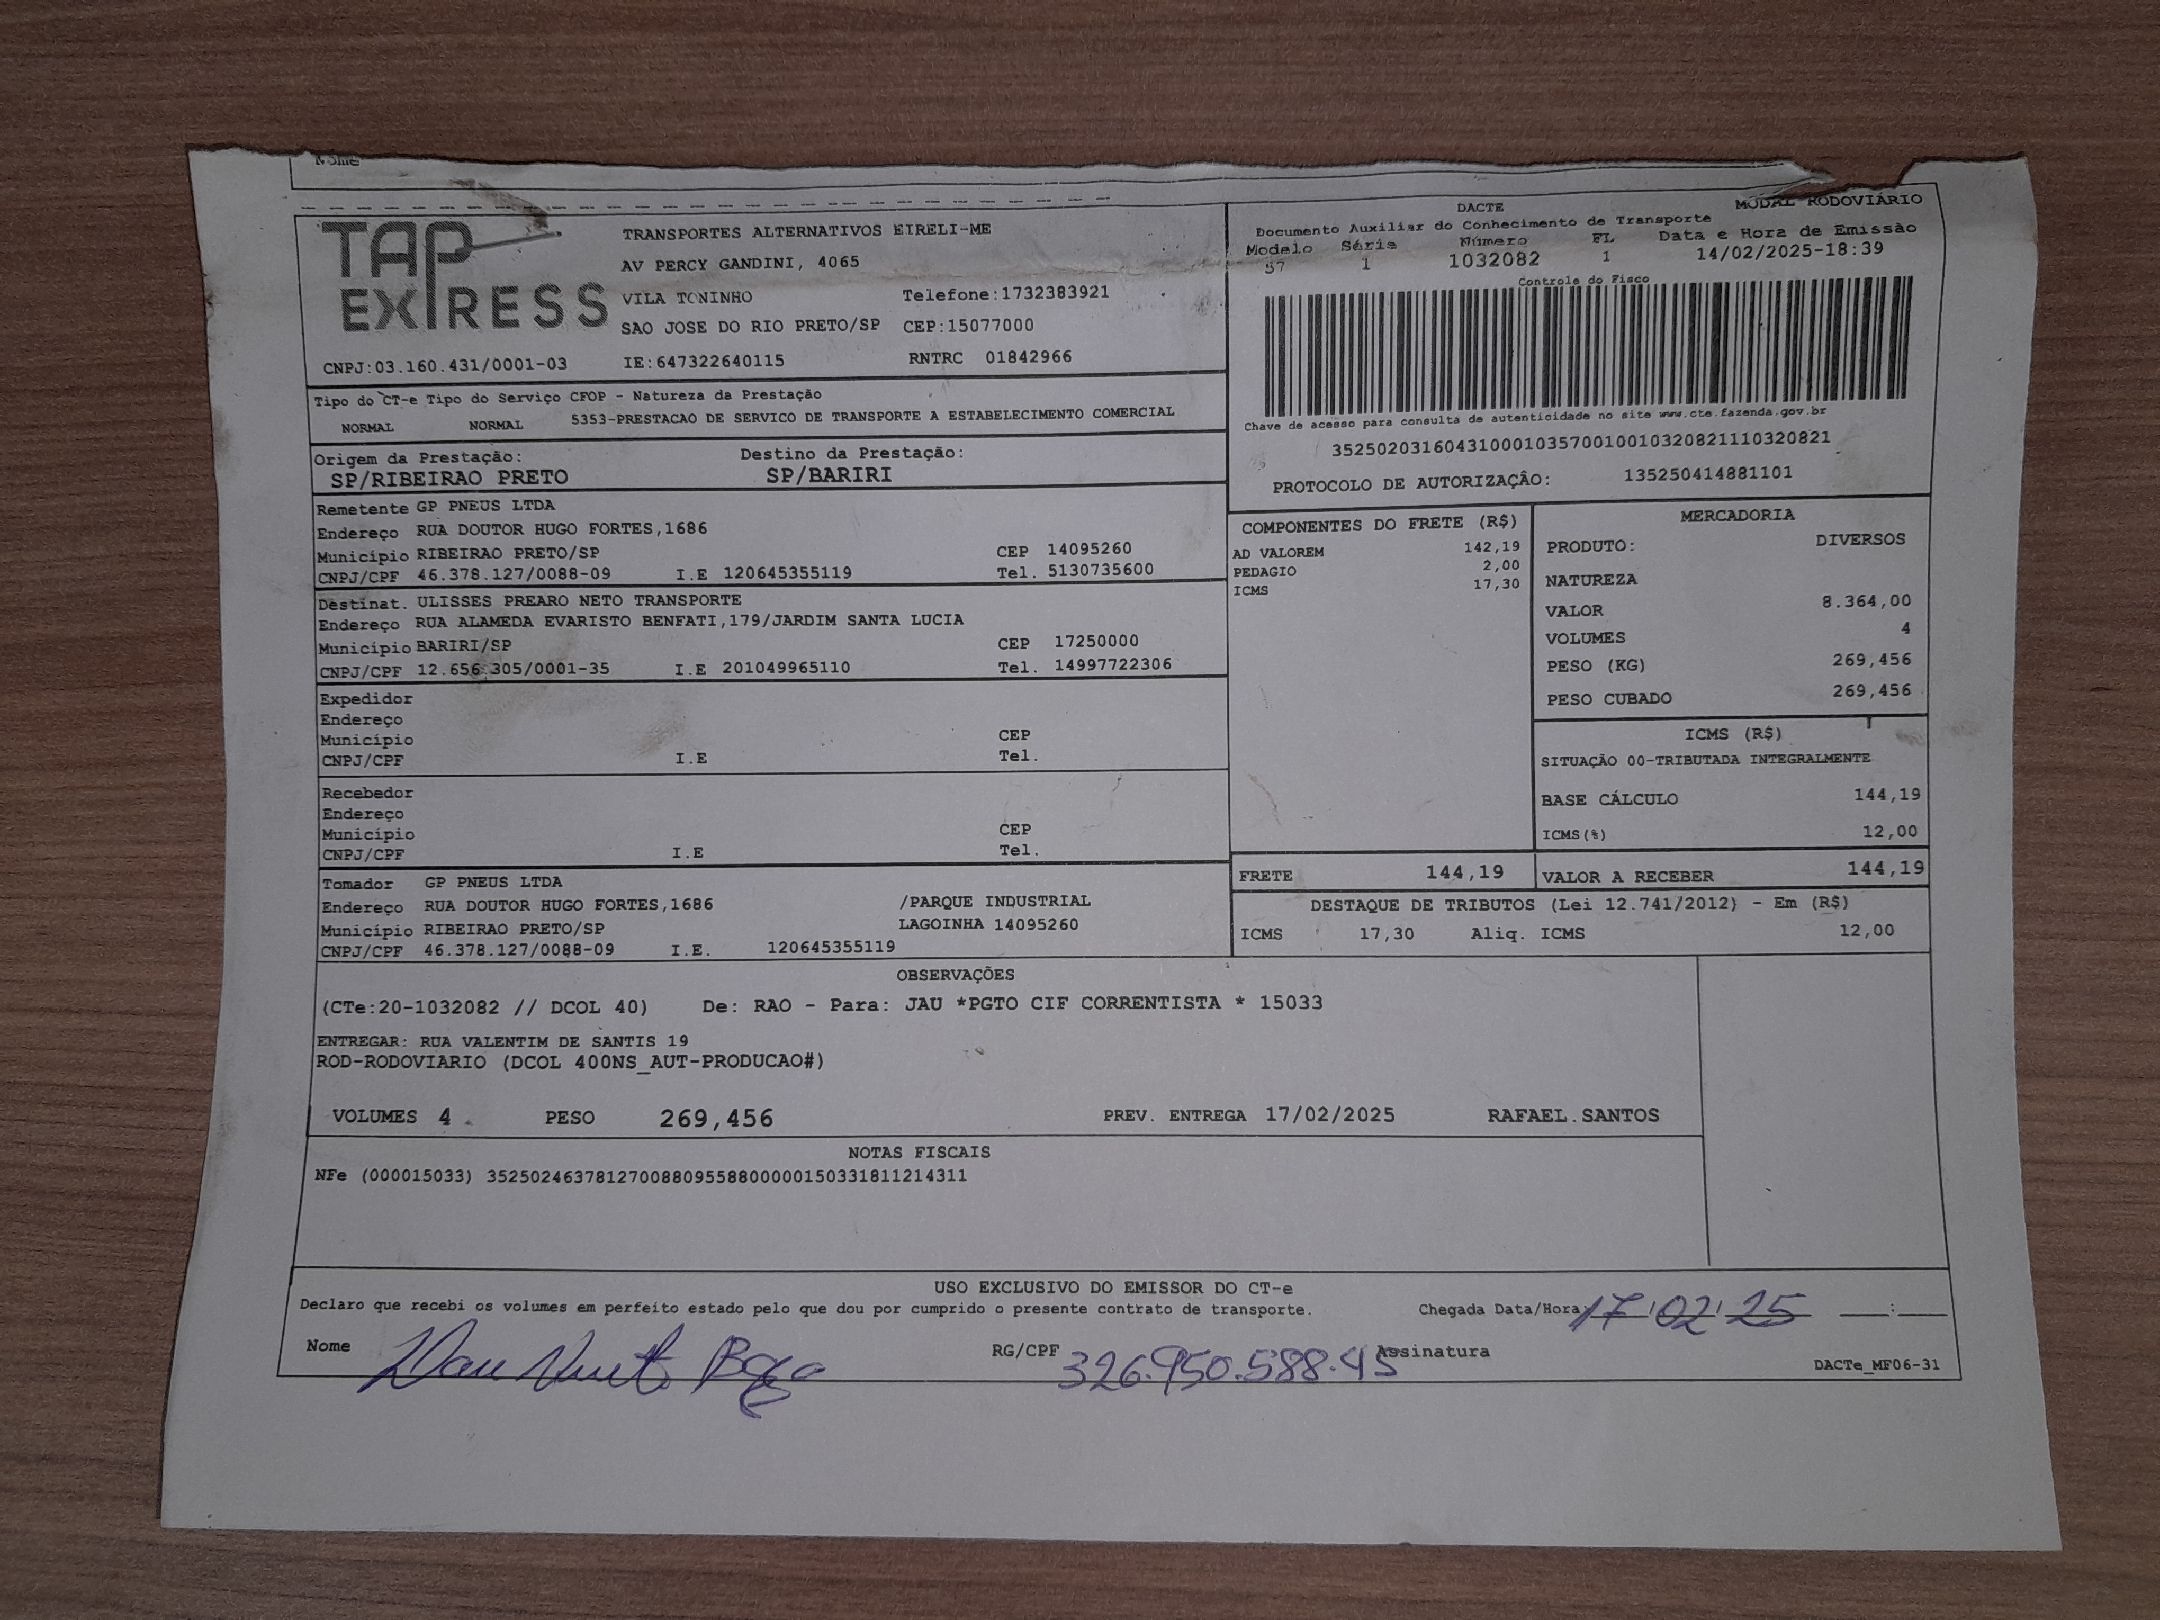 Nome
TAP EXPRESS
TRANSPORTES ALTERNATIVOS EIRELI-ME
AV PERCY GANDINI, 4065
VILA TONINHO Telefone:1732383921
SAO JOSE DO RIO PRETO/SP CEP:15077000
CNPJ:03.160.431/0001-03 IE:647322640115 RNTRC 01842966
DACTE MODAL RODOVIÁRIO
Documento Auxiliar do Conhecimento de Transporte
Modelo Série Número FL Data e Hora de Emissão
57 1 1032082 1 14/02/2025-18:39
Controle do Fisco
Chave de acesso para consulta de autenticidade no site www.cte.fazenda.gov.br
35250203160431000103570010010320821110320821
PROTOCOLO DE AUTORIZAÇÂO: 135250414881101
Tipo do CT-e Tipo do Serviço CFOP - Natureza da Prestação
NORMAL NORMAL 5353-PRESTACAO DE SERVICO DE TRANSPORTE A ESTABELECIMENTO COMERCIAL
Origem da Prestação: Destino da Prestação:
SP/RIBEIRAO PRETO SP/BARIRI
Remetente GP PNEUS LTDA
Endereço RUA DOUTOR HUGO FORTES,1686
Município RIBEIRAO PRETO/SP CEP 14095260
CNPJ/CPF 46.378.127/0088-09 I.E 120645355119 Tel. 5130735600
Destinat. ULISSES PREARO NETO TRANSPORTE
Endereço RUA ALAMEDA EVARISTO BENFATI,179/JARDIM SANTA LUCIA
Município BARIRI/SP CEP 17250000
CNPJ/CPF 12.656.305/0001-35 I.E 201049965110 Tel. 14997722306
Expedidor
Endereço
Município CEP
CNPJ/CPF I.E Tel.
Recebedor
Endereço
Município CEP
CNPJ/CPF I.E Tel.
Tomador GP PNEUS LTDA
Endereço RUA DOUTOR HUGO FORTES,1686 /PARQUE INDUSTRIAL
Município RIBEIRAO PRETO/SP LAGOINHA 14095260
CNPJ/CPF 46.378.127/0088-09 I.E. 120645355119
COMPONENTES DO FRETE (R$)
AD VALOREM 142,19
PEDAGIO 2,00
ICMS 17,30
MERCADORIA
PRODUTO: DIVERSOS
NATUREZA
VALOR 8.364,00
VOLUMES 4
PESO (KG) 269,456
PESO CUBADO 269,456
ICMS (R$)
SITUAÇÃO 00-TRIBUTADA INTEGRALMENTE
BASE CÁLCULO 144,19
ICMS(%) 12,00
FRETE 144,19 VALOR A RECEBER 144,19
DESTAQUE DE TRIBUTOS (Lei 12.741/2012) - Em (R$)
ICMS 17,30 Aliq. ICMS 12,00
OBSERVAÇÕES
(CTe:20-1032082 // DCOL 40) De: RAO - Para: JAU *PGTO CIF CORRENTISTA * 15033
ENTREGAR: RUA VALENTIM DE SANTIS 19
ROD-RODOVIARIO (DCOL 400NS_AUT-PRODUCAO#)
VOLUMES 4 PESO 269,456 PREV. ENTREGA 17/02/2025 RAFAEL.SANTOS
NOTAS FISCAIS
NFe (000015033) 35250246378127008809558800000150331811214311
USO EXCLUSIVO DO EMISSOR DO CT-e
Declaro que recebi os volumes em perfeito estado pelo que dou por cumprido o presente contrato de transporte. Chegada Data/Hora 17/02/25 __:__
Nome RG/CPF 326.950.588.45 Assinatura
DACTe_MF06-31